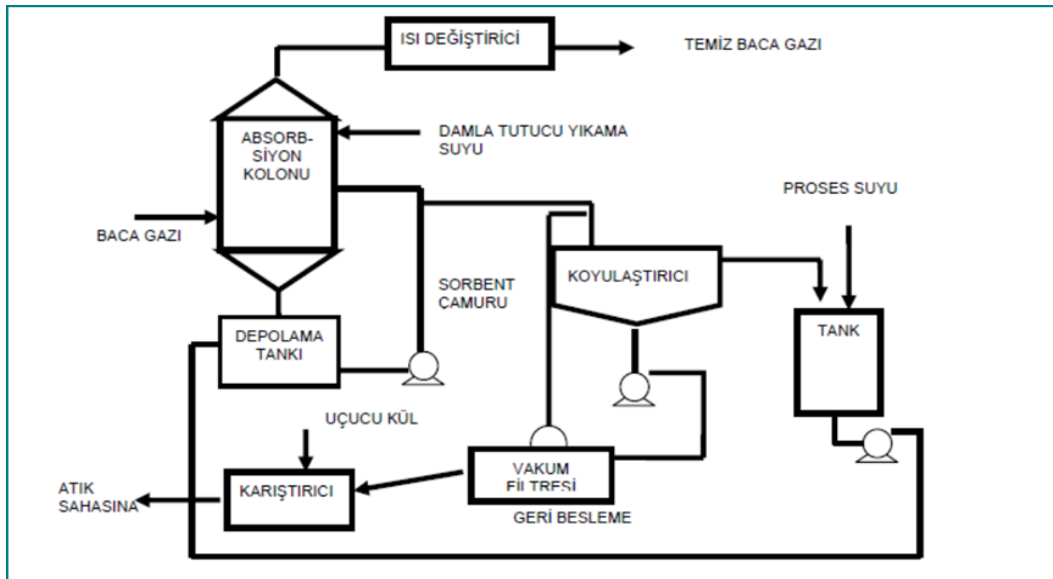 ISI DEĞİŞTİRİCİ
TEMİZ BACA GAZI
ABSORB-
SİYON
KOLONU
DAMLA TUTUCU YIKAMA
SUYU
PROSES SUYU
BACA GAZI
SORBENT
ÇAMURU
KOYULAŞTIRICI
DEPOLAMA
TANKI
TANK
UÇUCU KÜL
VAKUM
FİLTRESİ
KARIŞTIRICI
ATIK
SAHASINA
GERİ BESLEME